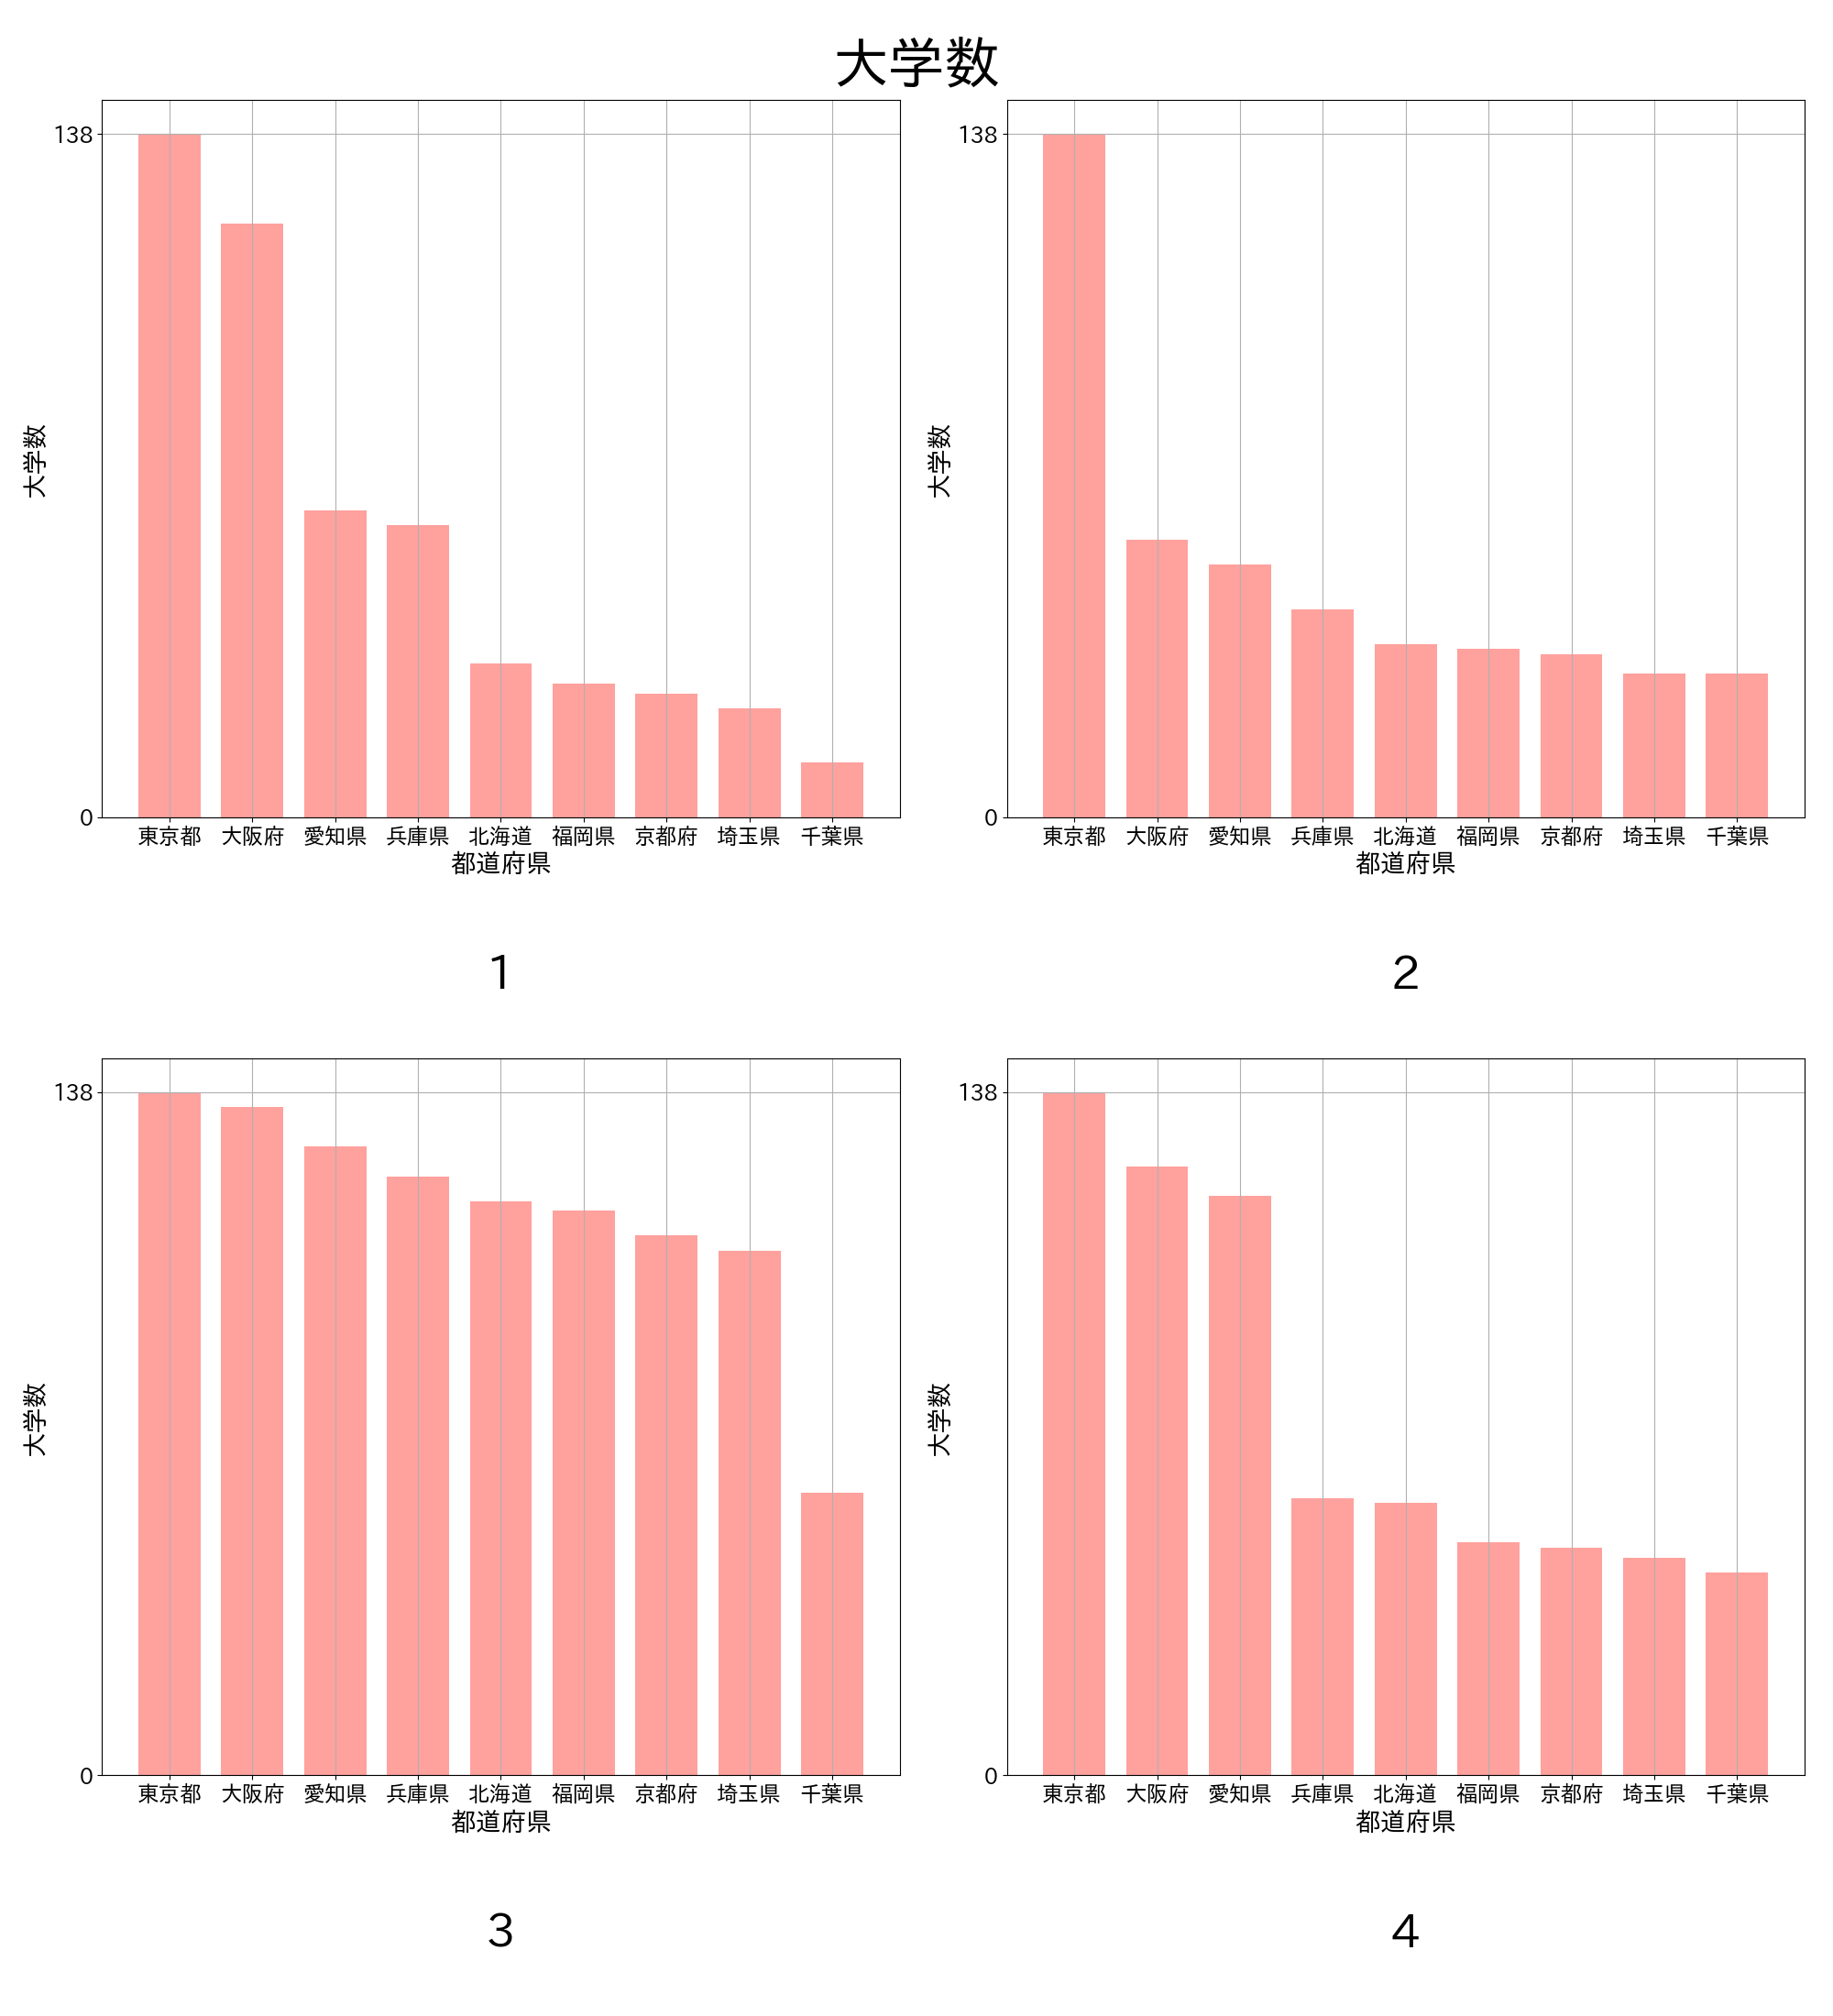 大学数
138
大学数
0
東京都 大阪府 愛知県 兵庫県 北海道 福岡県 京都府 埼玉県 千葉県
都道府県
1
138
大学数
0
東京都 大阪府 愛知県 兵庫県 北海道 福岡県 京都府 埼玉県 千葉県
都道府県
2
138
大学数
0
東京都 大阪府 愛知県 兵庫県 北海道 福岡県 京都府 埼玉県 千葉県
都道府県
3
138
大学数
0
東京都 大阪府 愛知県 兵庫県 北海道 福岡県 京都府 埼玉県 千葉県
都道府県
4